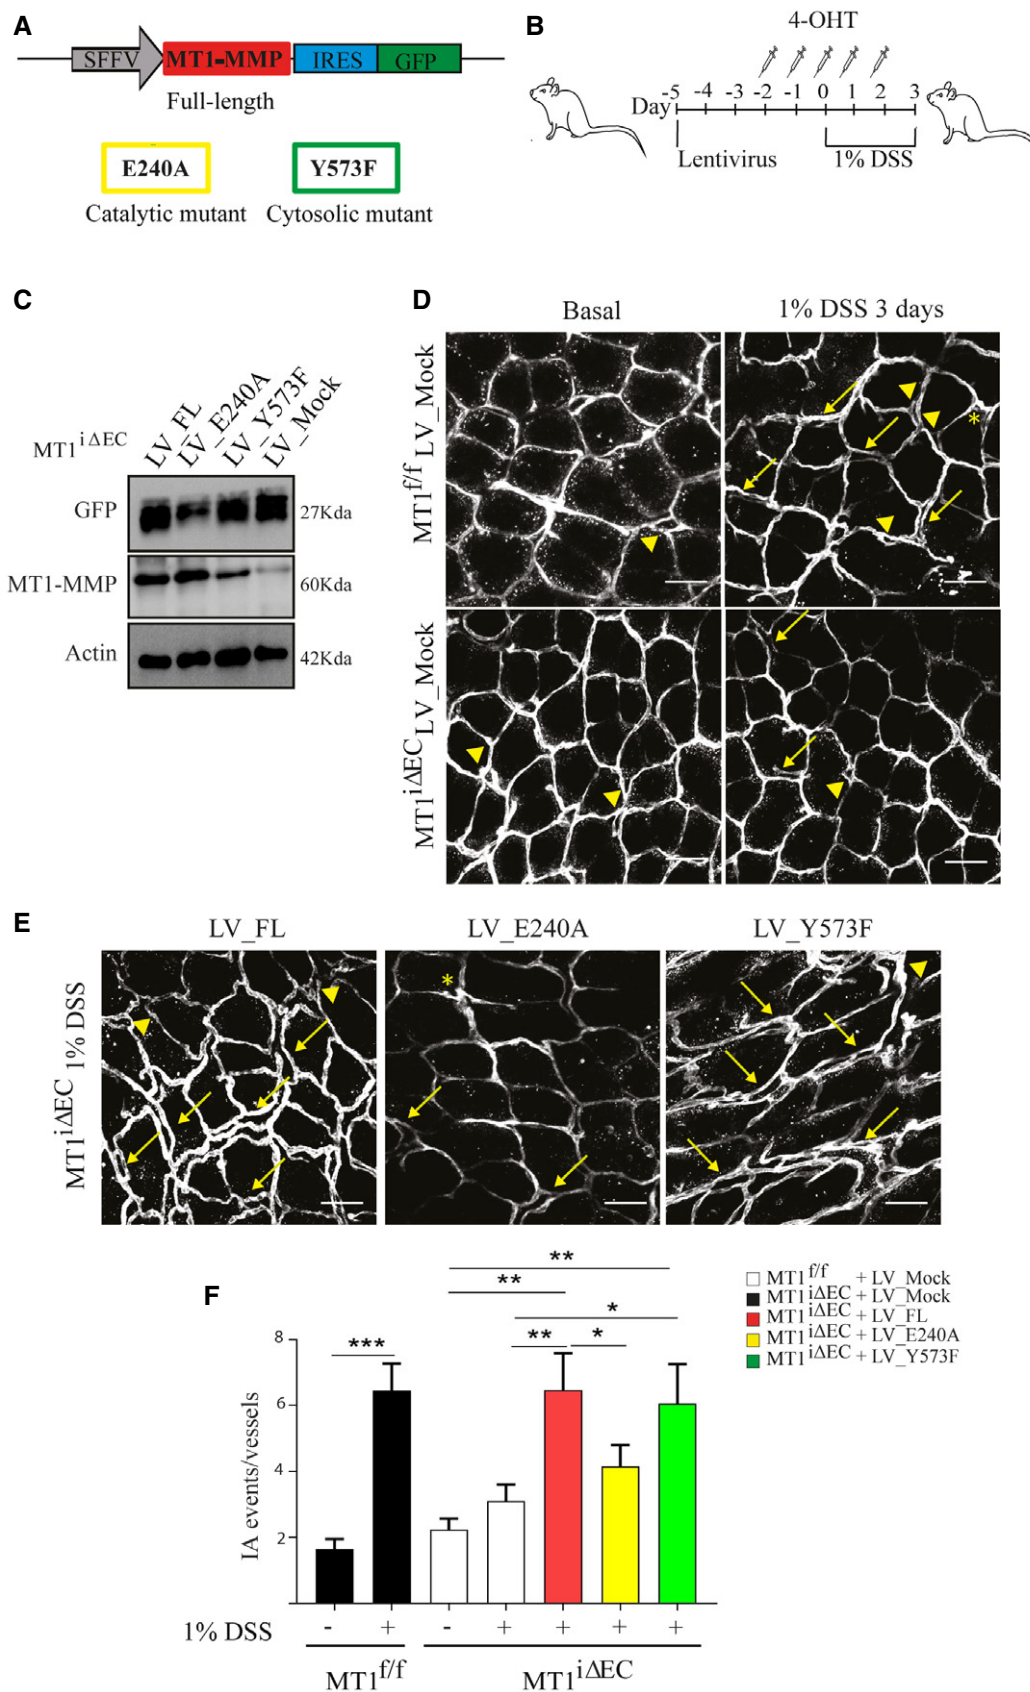 A
SFFV MT1-MMP IRES GFP
Full-length
E240A Y573F
Catalytic mutant Cytosolic mutant
B
4-OHT
Day -5 -4 -3 -2 -1 0 1 2 3
Lentivirus 1% DSS
C
MT1iΔEC LV_FL LV_E240A LV_Y573F LV_Mock
GFP 27Kda
MT1-MMP 60Kda
Actin 42Kda
D
Basal 1% DSS 3 days
MT1f/f LV_Mock
*
MT1iΔEC LV_Mock
E
LV_FL LV_E240A LV_Y573F
MT1iΔEC 1% DSS
*
F
** 
** 
*
*** ** *
MT1f/f + LV_Mock
MT1iΔEC + LV_Mock
MT1iΔEC + LV_FL
MT1iΔEC + LV_E240A
MT1iΔEC + LV_Y573F
IA events/vessels
8
6
4
2
1% DSS - + - + + + +
MT1f/f MT1iΔEC